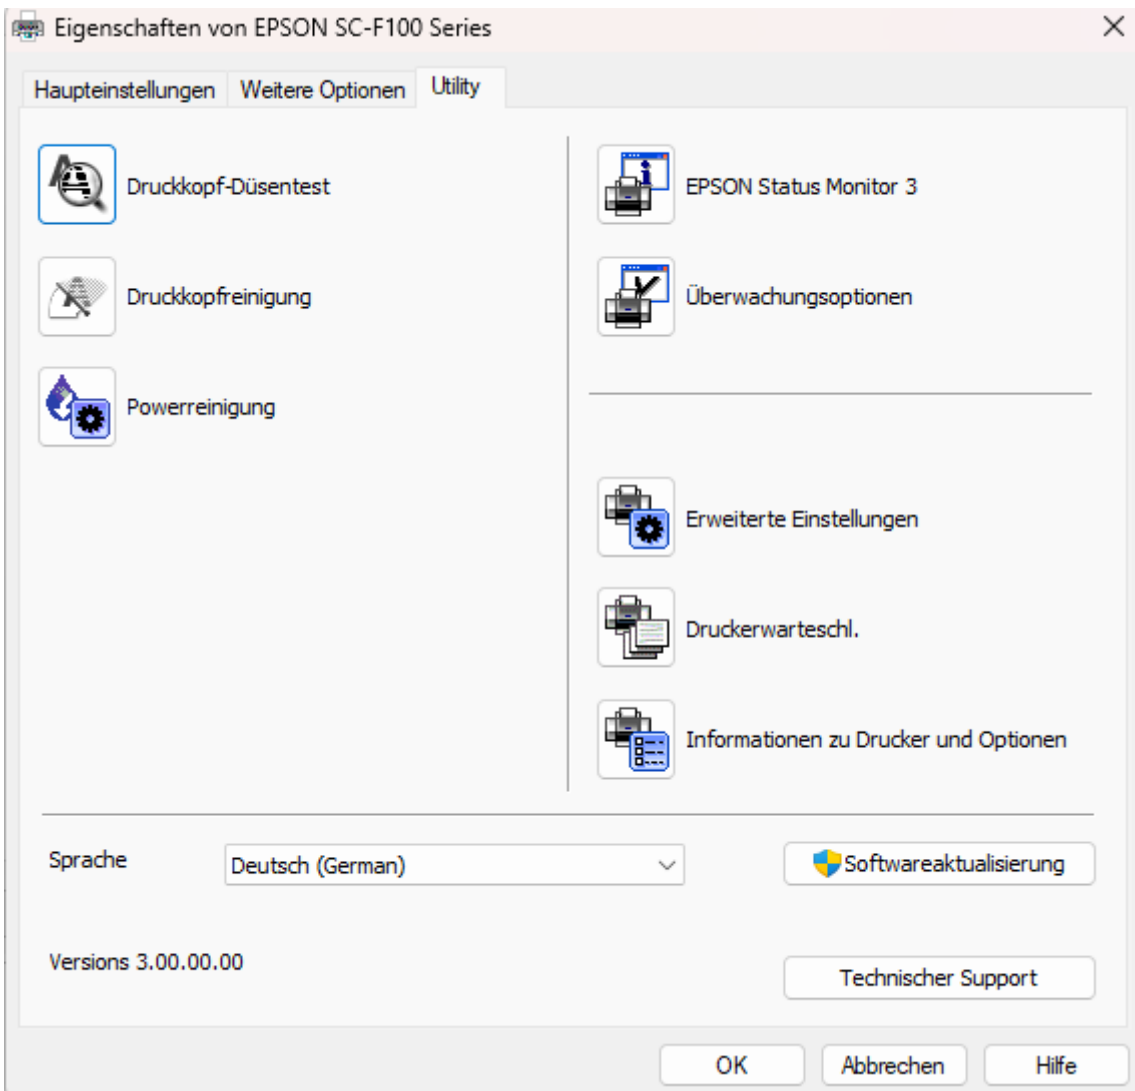 Eigenschaften von EPSON SC-F100 Series
Haupteinstellungen
Weitere Optionen
Utility
Druckkopf-Düsentest
Druckkopfreinigung
Powerreinigung
EPSON Status Monitor 3
Überwachungsoptionen
Erweiterte Einstellungen
Druckerwarteschl.
Informationen zu Drucker und Optionen
Sprache
Deutsch (German)
Softwareaktualisierung
Versions 3.00.00.00
Technischer Support
OK
Abbrechen
Hilfe